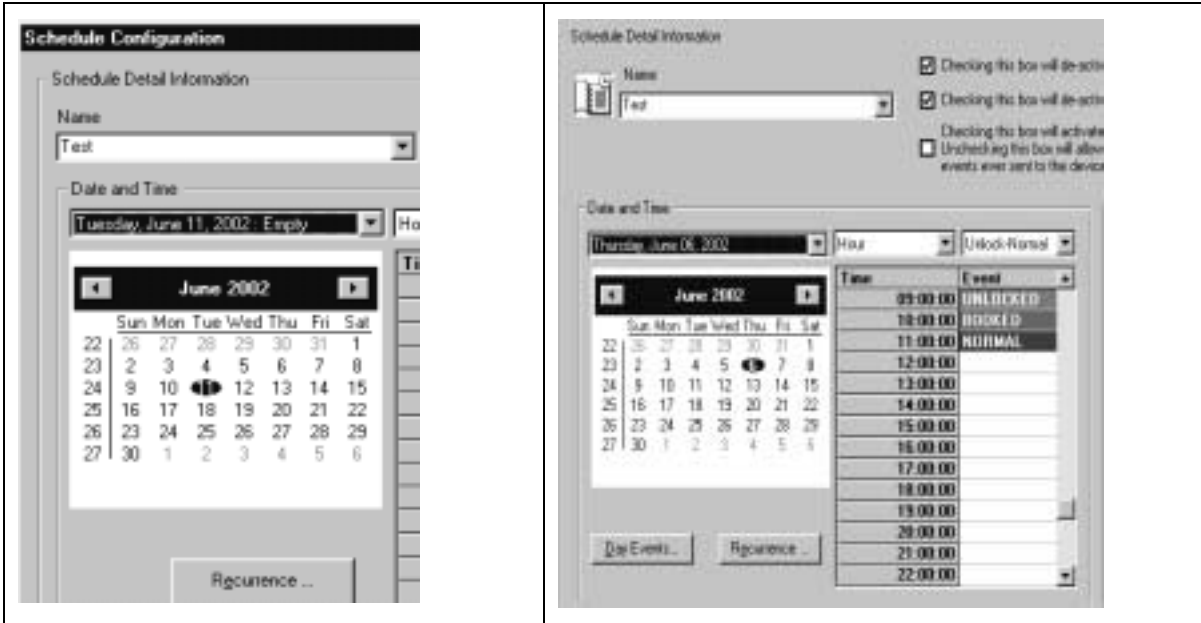 Schedule Configuration
Schedule Detail Information
Name
Test
Date and Time
Tuesday, June 11, 2002 : Empty
Ho
Ti
June 2002
Sun Mon Tue Wed Thu Fri Sat
22 26 27 28 29 30 31 1
23 2 3 4 5 6 7 8
24 9 10 11 12 13 14 15
25 16 17 18 19 20 21 22
26 23 24 25 26 27 28 29
27 30 1 2 3 4 5 6
Recurrence ...
Schedule Detail Information
Name
Test
Checking this box will de-activ
Checking this box will de-activ
Checking this box will activate
Unchecking this box will allow
events ever sent to the device
Date and Time
Thursday, June 06, 2002
Hour
Unlock-Normal
June 2002
Sun Mon Tue Wed Thu Fri Sat
22 26 27 28 29 30 31 1
23 2 3 4 5 6 7 8
24 9 10 11 12 13 14 15
25 16 17 18 19 20 21 22
26 23 24 25 26 27 28 29
27 30 1 2 3 4 5 6
Time Event
09:00:00 UNLOCKED
10:00:00 BOOKED
11:00:00 NORMAL
12:00:00
13:00:00
14:00:00
15:00:00
16:00:00
17:00:00
18:00:00
19:00:00
20:00:00
21:00:00
22:00:00
Day Events...
Recurrence ...